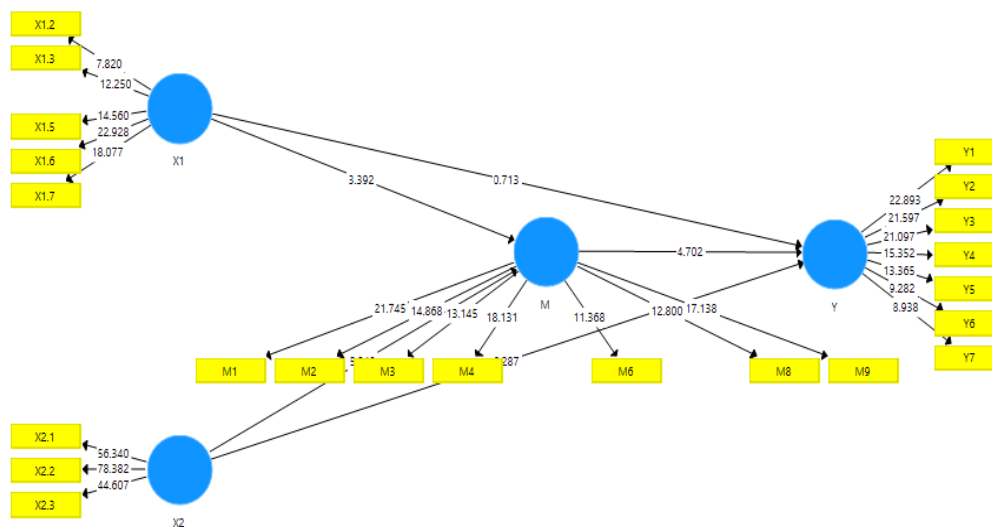 X1.2
X1.3
X1.5
X1.6
X1.7
7.820
12.250
14.560
22.928
18.077
X1
3.392
0.713
4.702
M
Y
Y1
Y2
Y3
Y4
Y5
Y6
Y7
22.893
21.597
21.097
15.352
13.365
9.282
8.938
21.745
14.868
13.145
18.131
11.368
12.800
17.138
M1
M2
M3
M4
M6
M8
M9
X2.1
X2.2
X2.3
56.340
78.382
44.607
X2